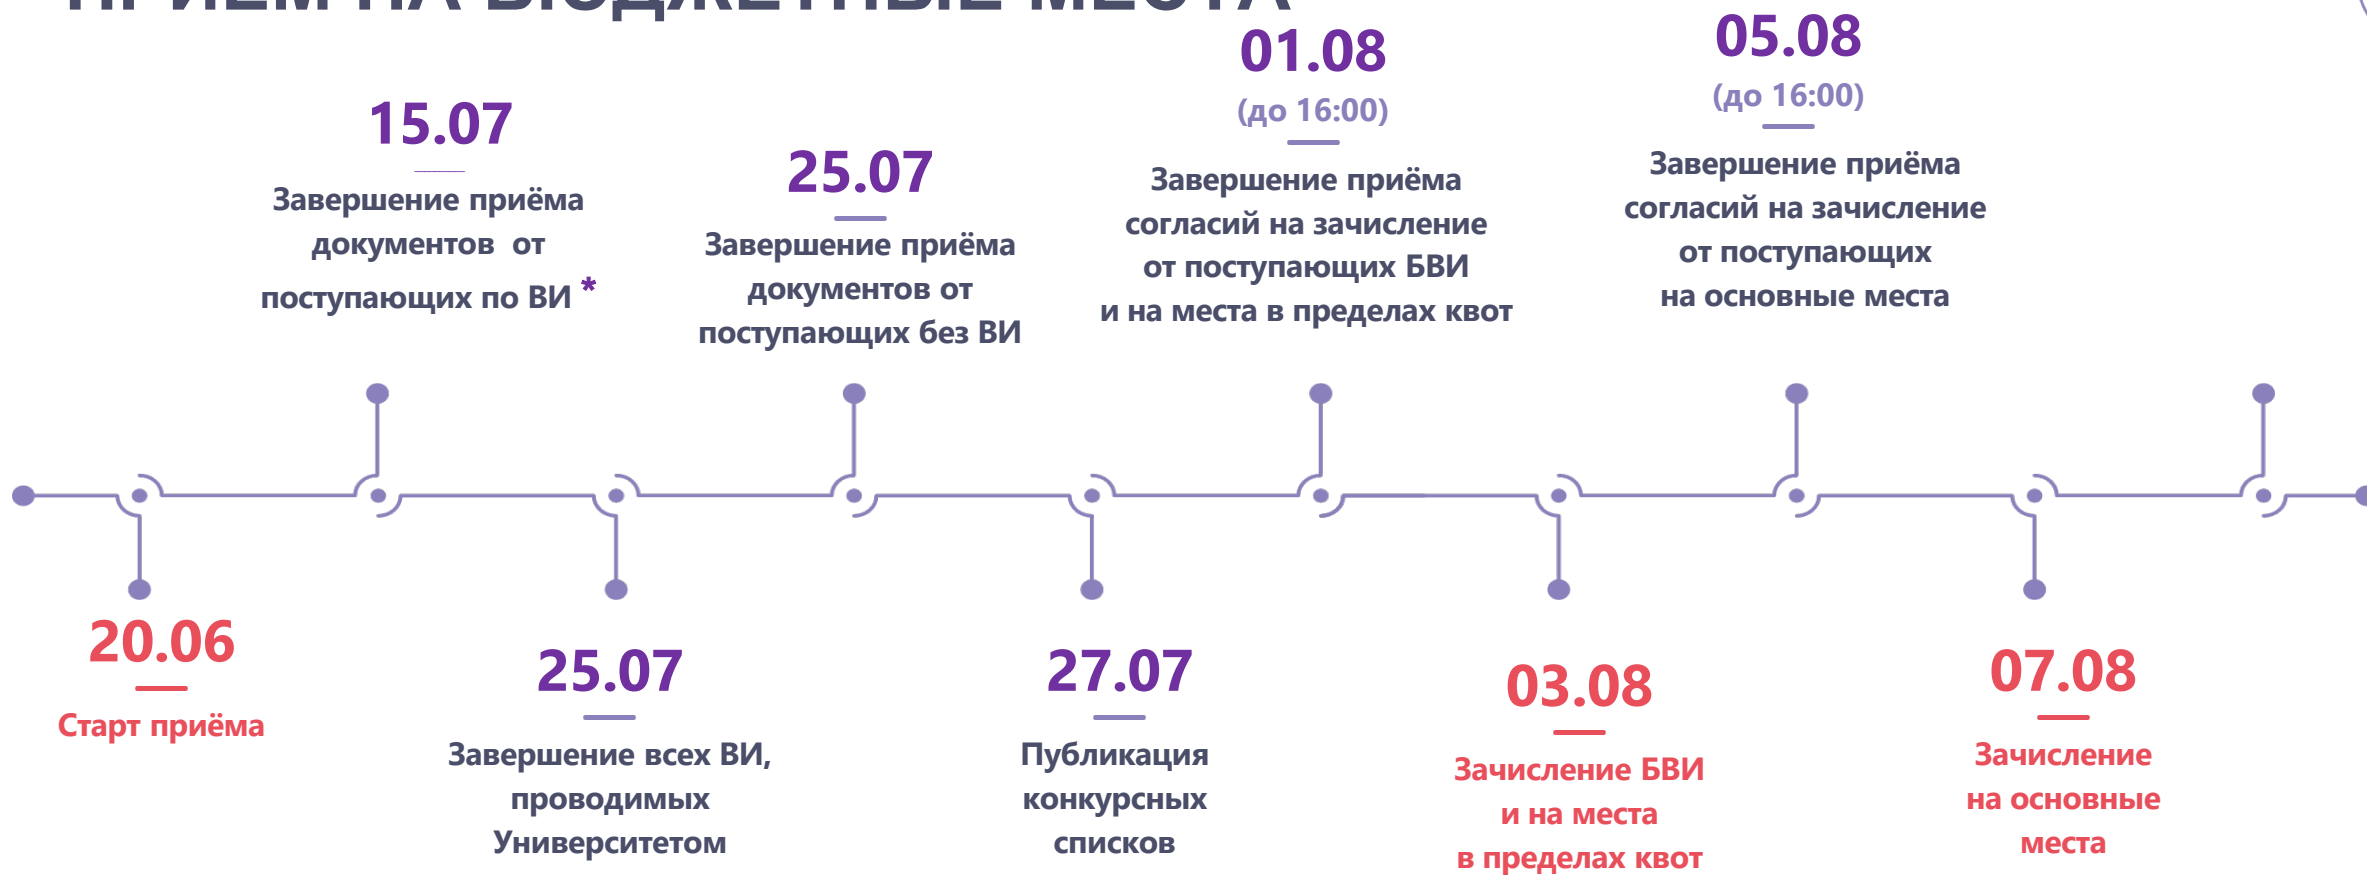 ПРИЁМ НА БЮДЖЕТНЫЕ МЕСТА
15.07
Завершение приёма
документов от
поступающих по ВИ *
25.07
Завершение приёма
документов от
поступающих без ВИ
01.08
(до 16:00)
Завершение приёма
согласий на зачисление
от поступающих БВИ
и на места в пределах квот
05.08
(до 16:00)
Завершение приёма
согласий на зачисление
от поступающих
на основные места
20.06
Старт приёма
25.07
Завершение всех ВИ,
проводимых
Университетом
27.07
Публикация
конкурсных
списков
03.08
Зачисление БВИ
и на места
в пределах квот
07.08
Зачисление
на основные
места